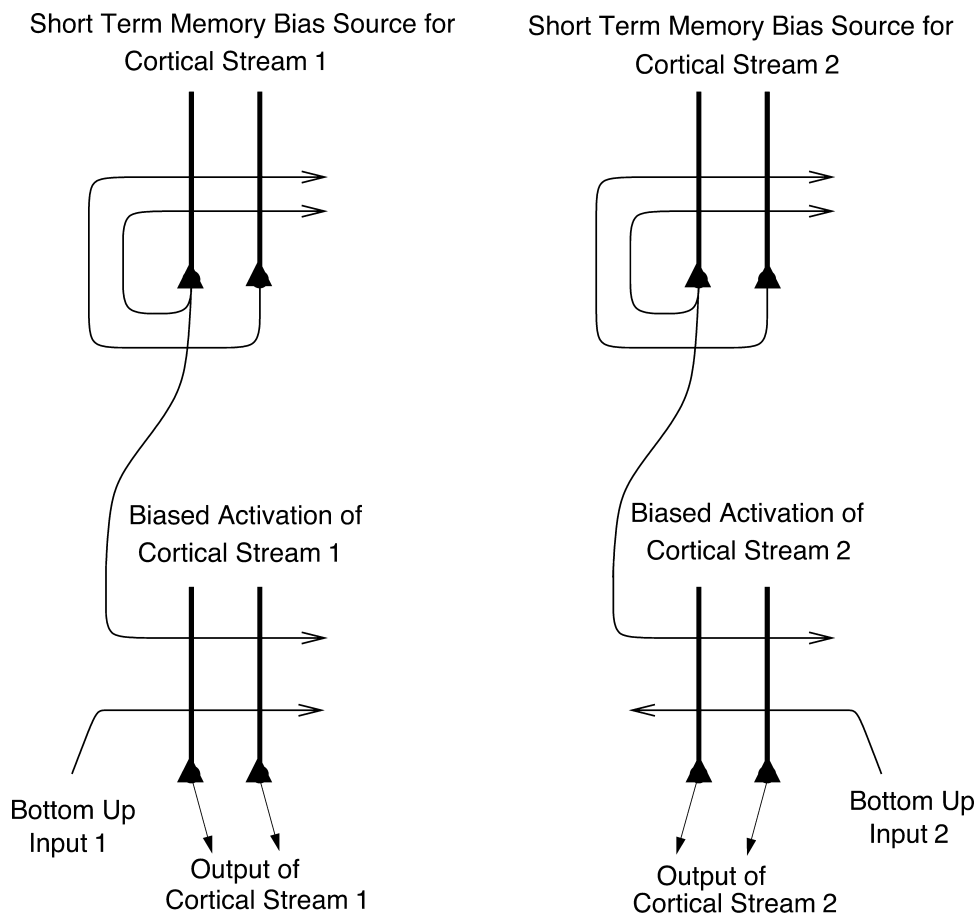 Short Term Memory Bias Source for
Cortical Stream 1
Short Term Memory Bias Source for
Cortical Stream 2
Biased Activation of
Cortical Stream 1
Biased Activation of
Cortical Stream 2
Bottom Up
Input 1
Bottom Up
Input 2
Output of
Cortical Stream 1
Output of
Cortical Stream 2